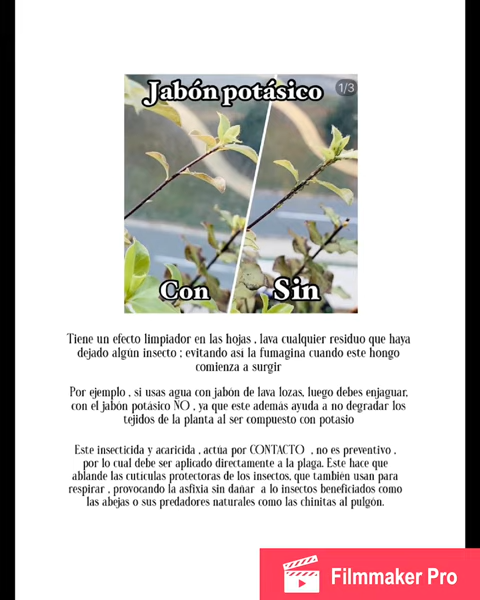 Jabón potásico
1/3
Con
Sin
Tiene un efecto limpiador en las hojas , lava cualquier residuo que haya
dejado algún insecto ; evitando así la fumagina cuando este hongo
comienza a surgir
Por ejemplo , si usas agua con jabón de lava lozas, luego debes enjaguar,
con el jabón potásico NO , ya que este además ayuda a no degradar los
tejidos de la planta al ser compuesto con potasio
Este insecticida y acaricida , actúa por CONTACTO , no es preventivo ,
por lo cual debe ser aplicado directamente a la plaga. Este hace que
ablande las cutículas protectoras de los insectos, que también usan para
respirar , provocando la asfixia sin dañar a lo insectos beneficiados como
las abejas o sus predadores naturales como las chinitas al pulgón.
Filmmaker Pro